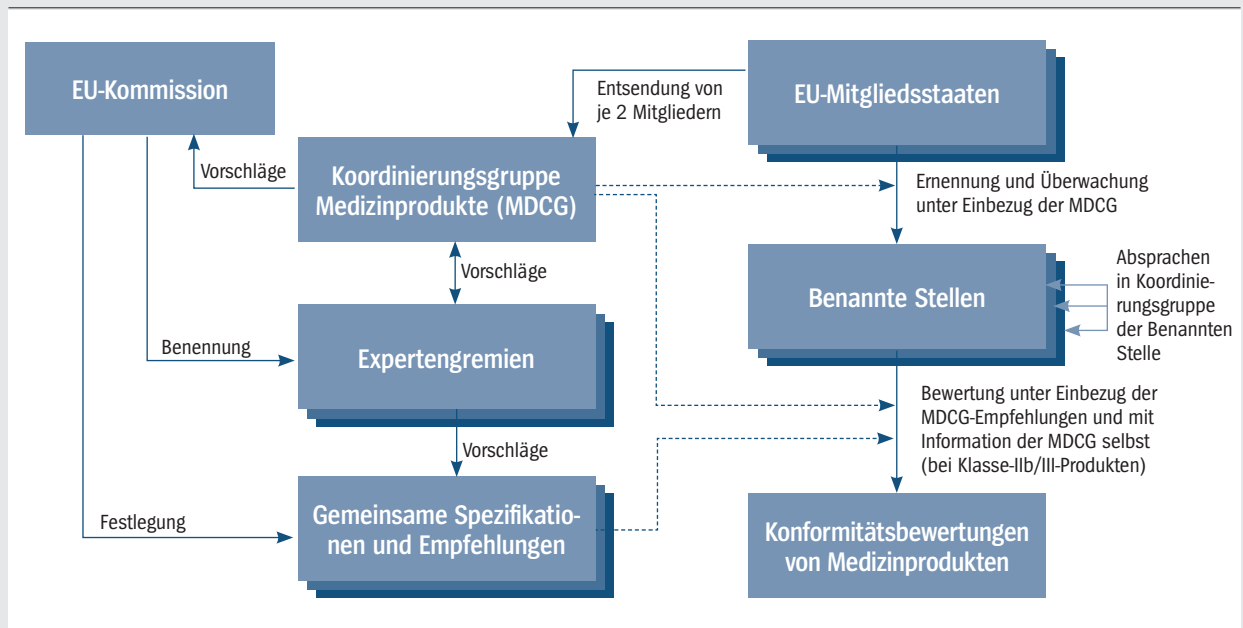 EU-Kommission
EU-Mitgliedsstaaten
Entsendung von
je 2 Mitgliedern
Vorschläge
Koordinierungsgruppe
Medizinprodukte (MDCG)
Ernennung und Überwachung
unter Einbezug der MDCG
Vorschläge
Benannte Stellen
Absprachen
in Koordinie-
rungsgruppe
der Benannten
Stelle
Benennung
Expertengremien
Bewertung unter Einbezug der
MDCG-Empfehlungen und mit
Information der MDCG selbst
(bei Klasse-IIb/III-Produkten)
Vorschläge
Festlegung
Gemeinsame Spezifikatio-
nen und Empfehlungen
Konformitätsbewertungen
von Medizinprodukten